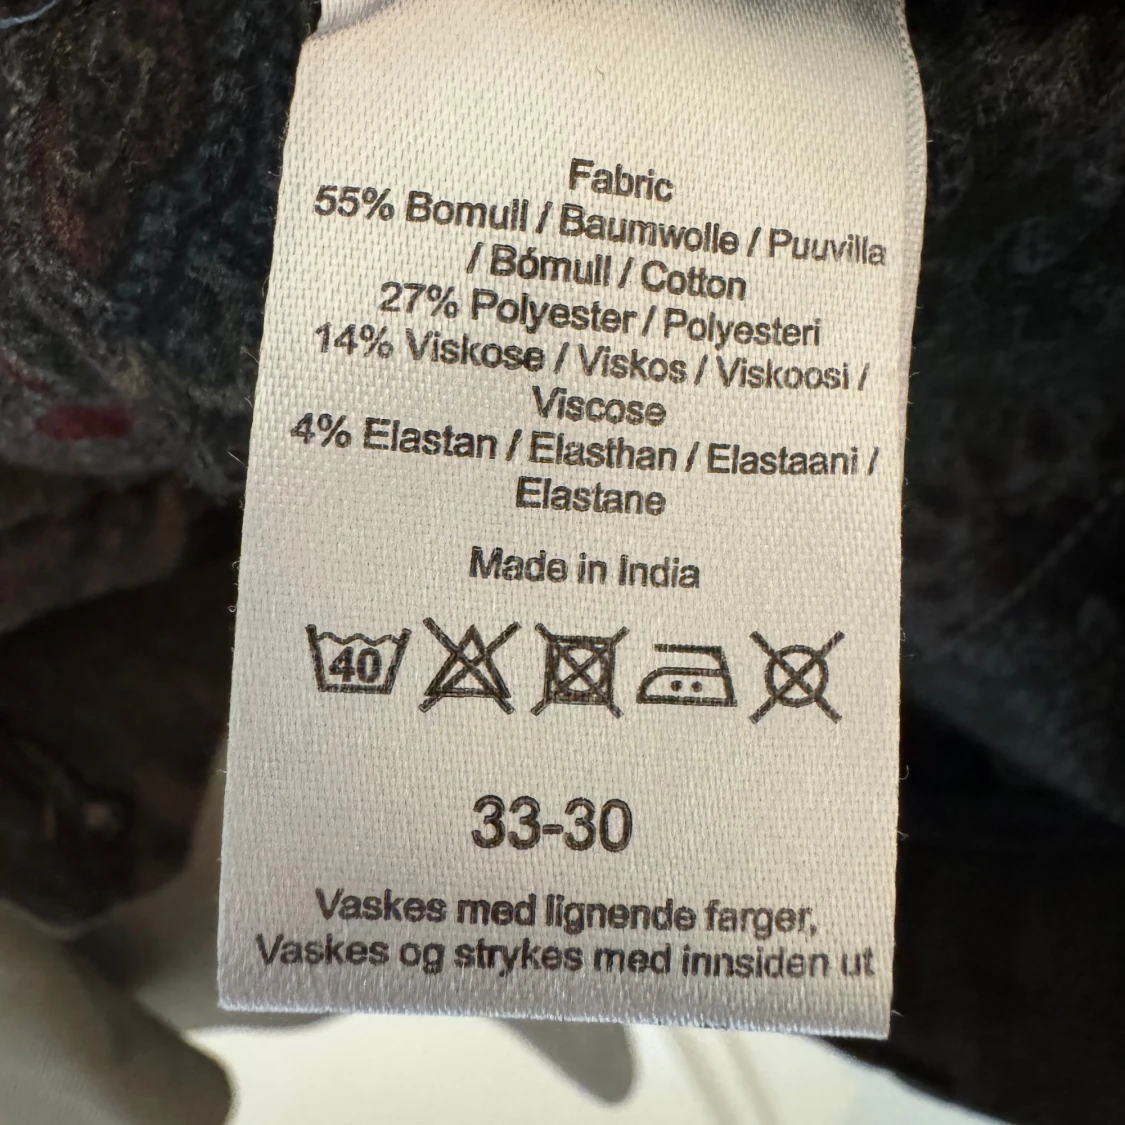 Fabric
55% Bomull / Baumwolle / Puuvilla
/ Bómull / Cotton
27% Polyester / Polyesteri
14% Viskose / Viskos / Viskoosi /
Viscose
4% Elastan / Elasthan / Elastaani /
Elastane
Made in India
40
33-30
Vaskes med lignende farger,
Vaskes og strykes med innsiden ut